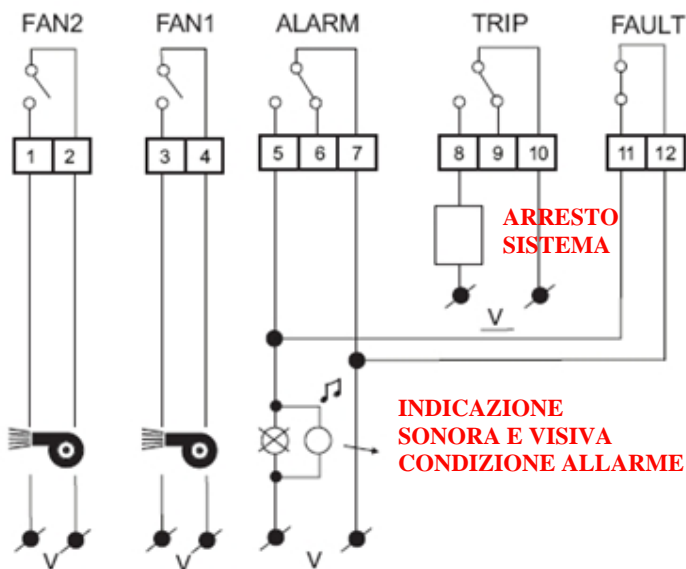 FAN2 FAN1 ALARM TRIP FAULT
1 2 3 4 5 6 7 8 9 10 11 12
ARRESTO
SISTEMA
V
INDICAZIONE
SONORA E VISIVA
CONDIZIONE ALLARME
V V V